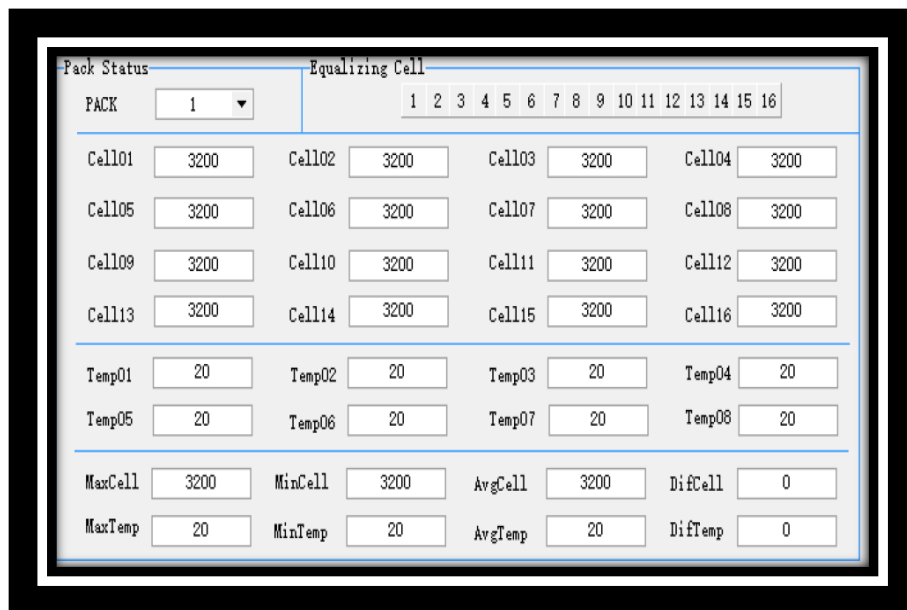 Pack Status Equalizing Cell
PACK 1 1 2 3 4 5 6 7 8 9 10 11 12 13 14 15 16
Cell01 3200 Cell02 3200 Cell03 3200 Cell04 3200
Cell05 3200 Cell06 3200 Cell07 3200 Cell08 3200
Cell09 3200 Cell10 3200 Cell11 3200 Cell12 3200
Cell13 3200 Cell14 3200 Cell15 3200 Cell16 3200
Temp01 20 Temp02 20 Temp03 20 Temp04 20
Temp05 20 Temp06 20 Temp07 20 Temp08 20
MaxCell 3200 MinCell 3200 AvgCell 3200 DifCell 0
MaxTemp 20 MinTemp 20 AvgTemp 20 DifTemp 0